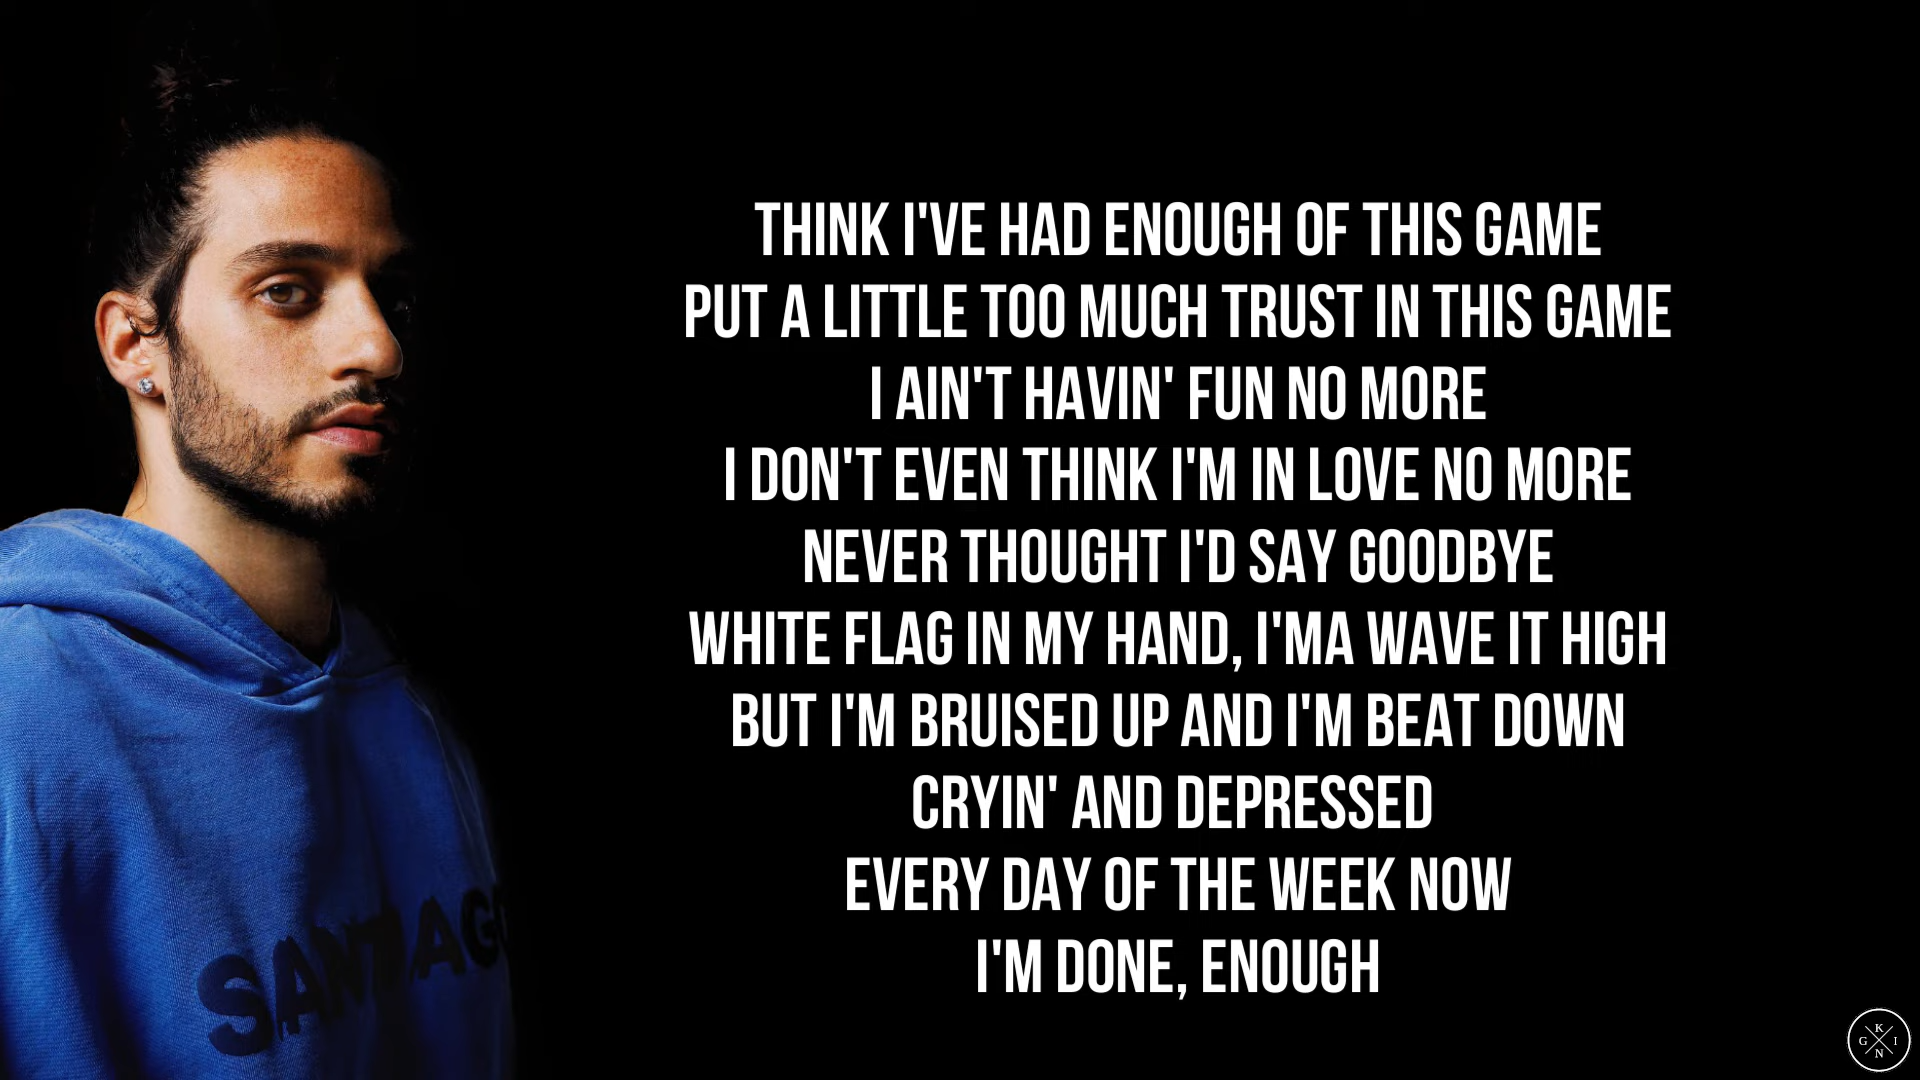 THINK I'VE HAD ENOUGH OF THIS GAME
PUT A LITTLE TOO MUCH TRUST IN THIS GAME
I AIN'T HAVIN' FUN NO MORE
I DON'T EVEN THINK I'M IN LOVE NO MORE
NEVER THOUGHT I'D SAY GOODBYE
WHITE FLAG IN MY HAND, I'MA WAVE IT HIGH
BUT I'M BRUISED UP AND I'M BEAT DOWN
CRYIN' AND DEPRESSED
EVERY DAY OF THE WEEK NOW
I'M DONE, ENOUGH
SANTIAGO
K
G I
N